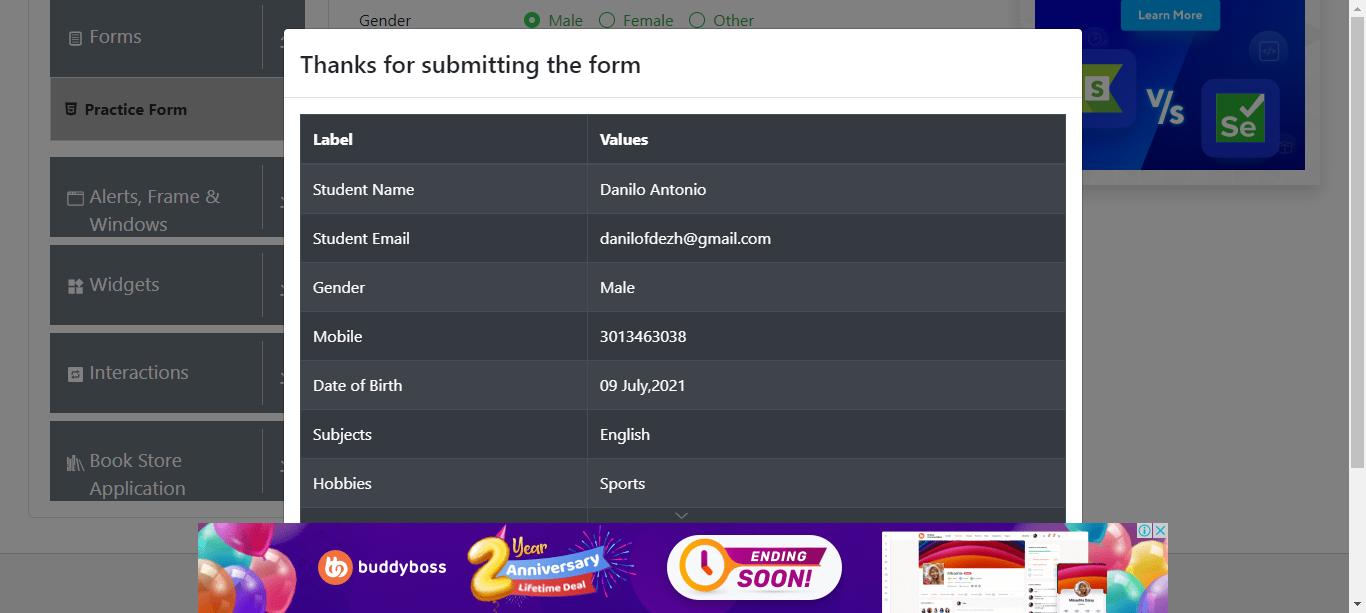 Gender Male Female Other
Learn More
Forms
Thanks for submitting the form
Practice Form
S V/s Se
Label Values
Student Name Danilo Antonio
Alerts, Frame &
Windows
Student Email danilofdezh@gmail.com
Widgets
Gender Male
Mobile 3013463038
Interactions
Date of Birth 09 July,2021
Subjects English
Book Store
Application
Hobbies Sports
buddyboss
2 Year
Anniversary
Lifetime Deal
ENDING
SOON!